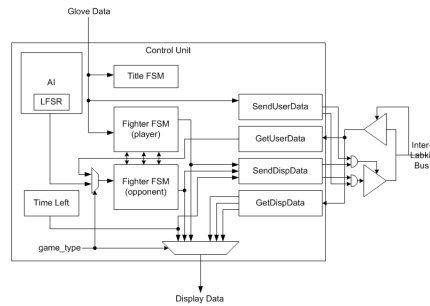 Glove Data
Control Unit
AI
LFSR
Title FSM
SendUserData
Fighter FSM
(player)
GetUserData
Inter-
Labkit
Bus
Fighter FSM
(opponent)
SendDispData
Time Left
GetDispData
game_type
Display Data